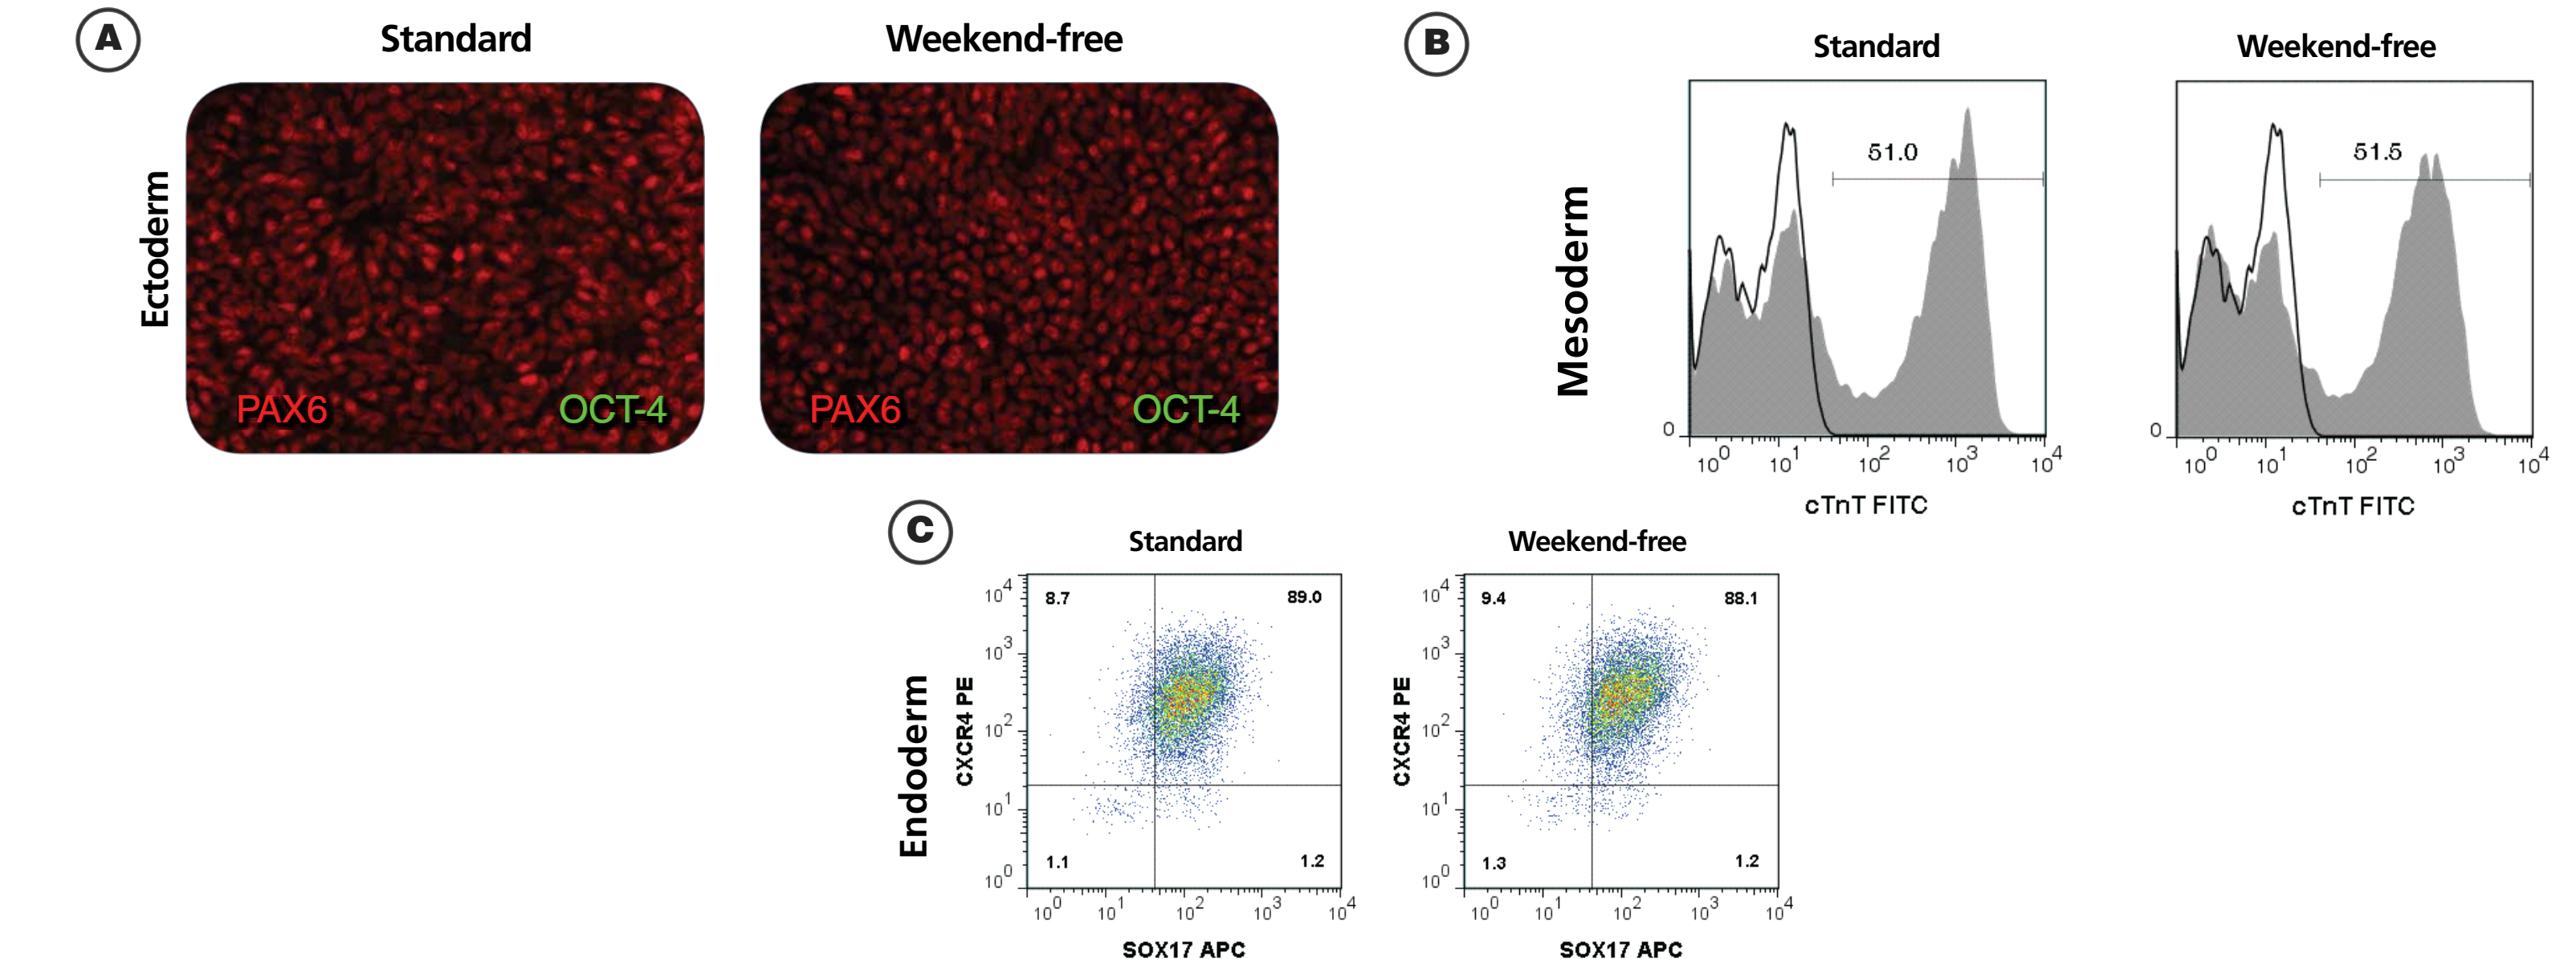 A
Standard
Weekend-free
Ectoderm
PAX6
OCT-4
PAX6
OCT-4
B
Standard
Weekend-free
Mesoderm
51.0
0
10^0 10^1 10^2 10^3 10^4
cTnT FITC
51.5
0
10^0 10^1 10^2 10^3 10^4
cTnT FITC
C
Standard
Weekend-free
Endoderm
CXCR4 PE
10^4
10^3
10^2
10^1
10^0
8.7
89.0
1.1
1.2
10^0 10^1 10^2 10^3 10^4
SOX17 APC
CXCR4 PE
10^4
10^3
10^2
10^1
10^0
9.4
88.1
1.3
1.2
10^0 10^1 10^2 10^3 10^4
SOX17 APC